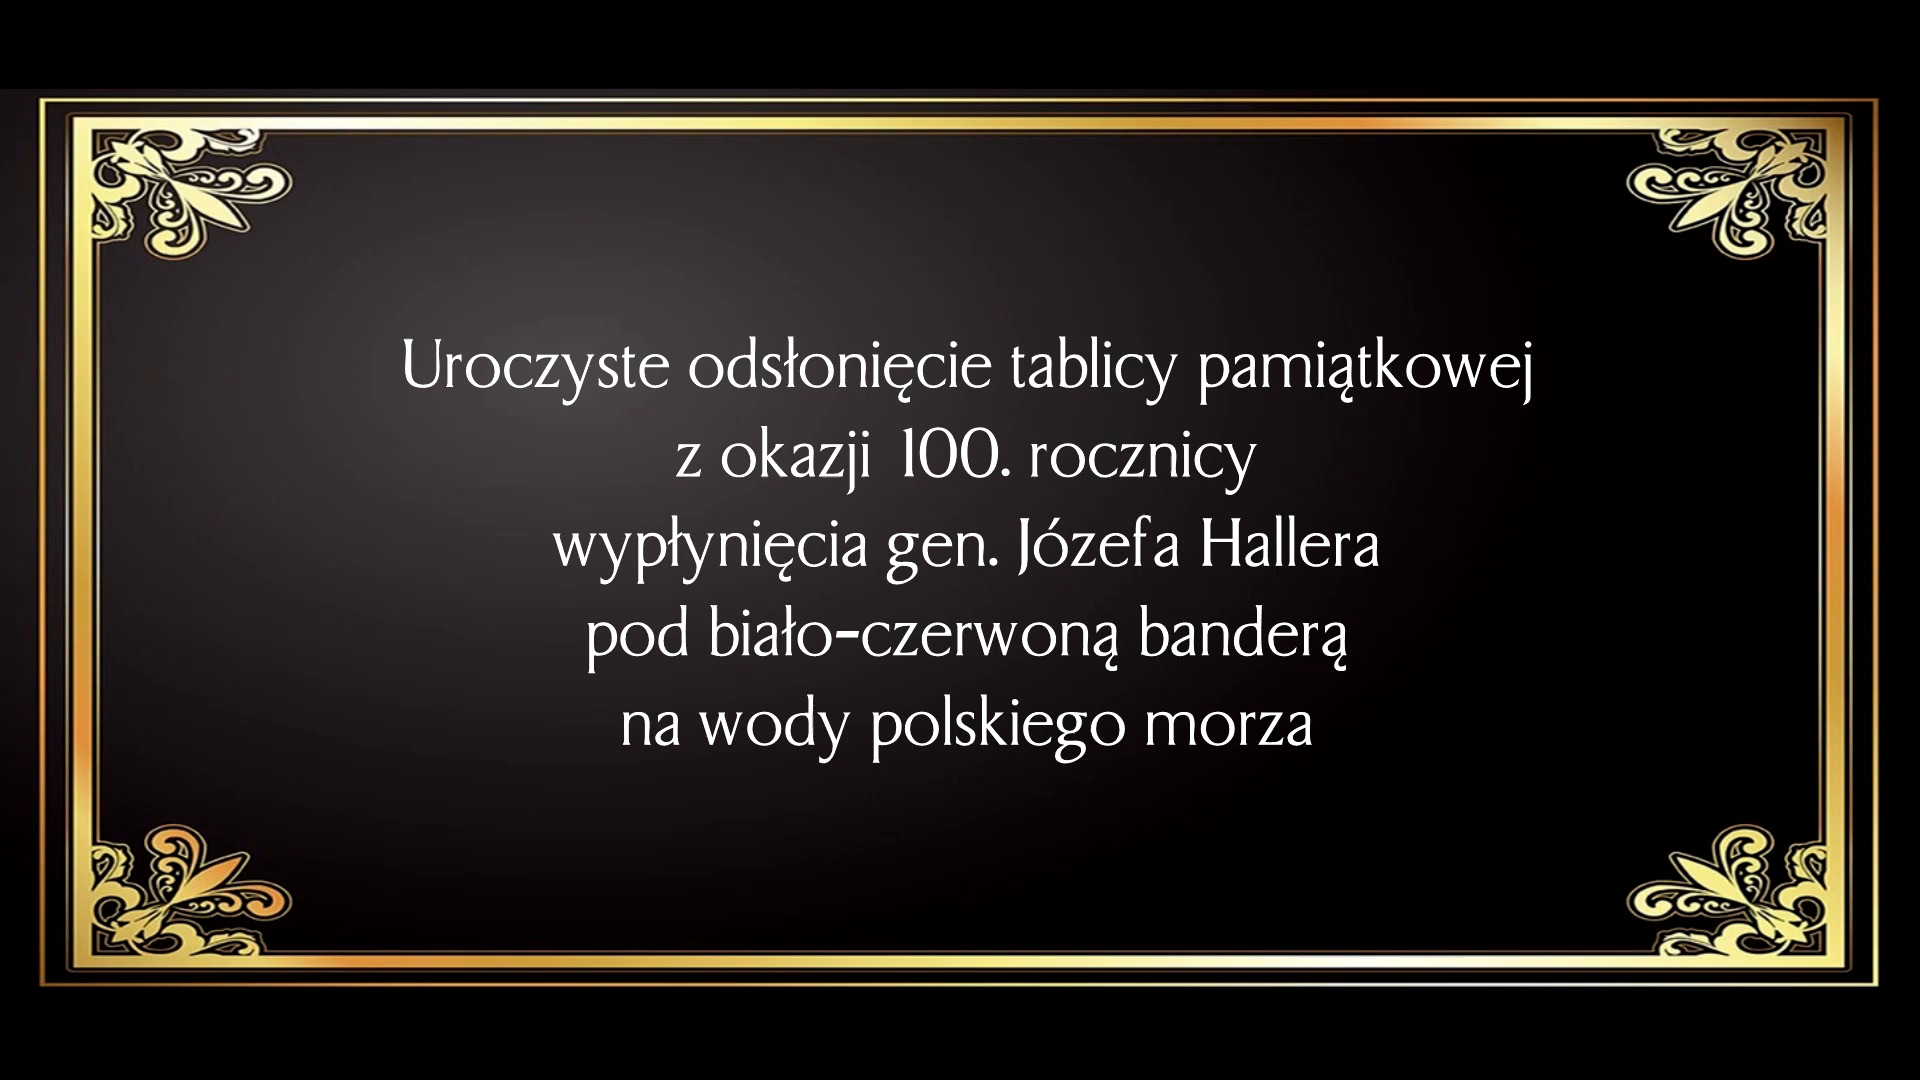 Uroczyste odsłonięcie tablicy pamiątkowej
z okazji 100. rocznicy
wypłynięcia gen. Józefa Hallera
pod biało-czerwoną banderą
na wody polskiego morza